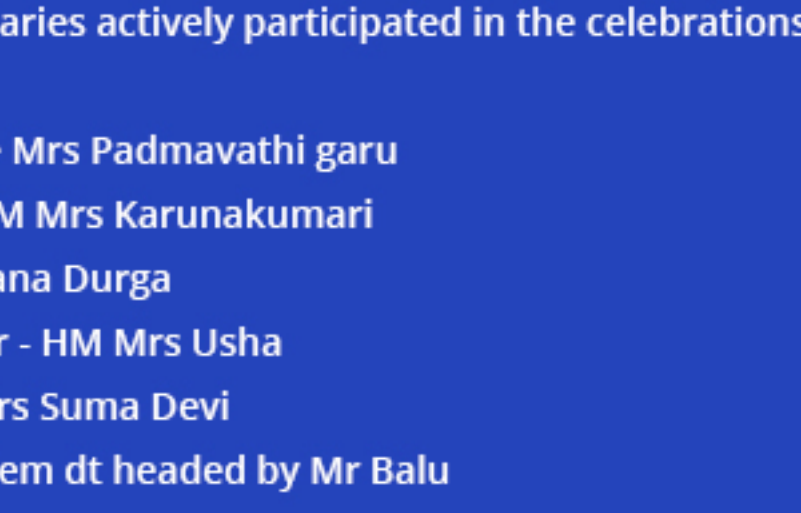 aries actively participated in the celebrations
- Mrs Padmavathi garu
M Mrs Karunakumari
ana Durga
r - HM Mrs Usha
rs Suma Devi
em dt headed by Mr Balu